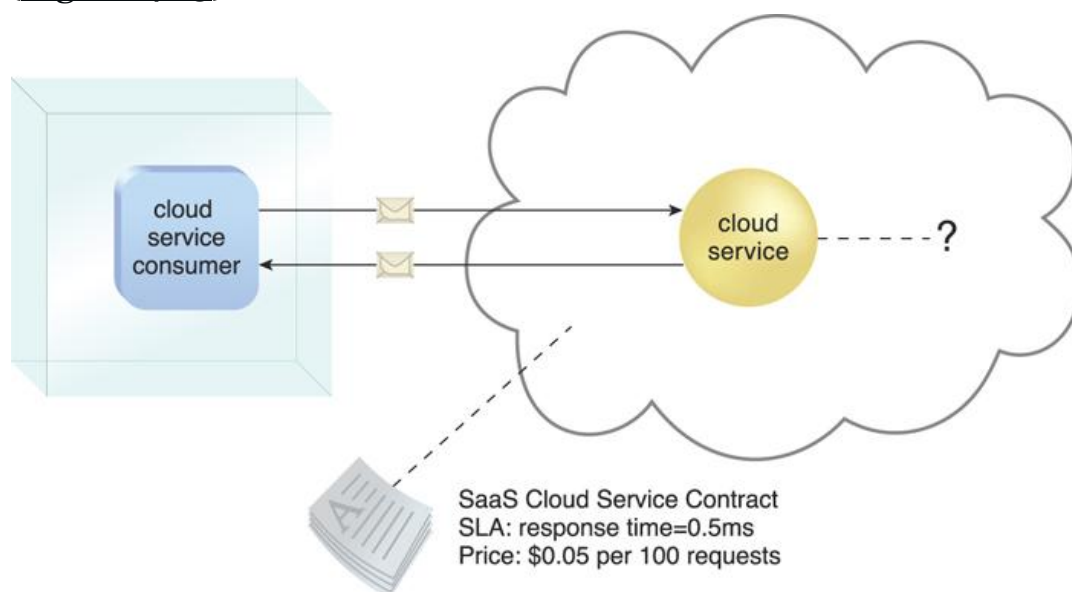 cloud
service
consumer
cloud
service
?
SaaS Cloud Service Contract
SLA: response time=0.5ms
Price: $0.05 per 100 requests